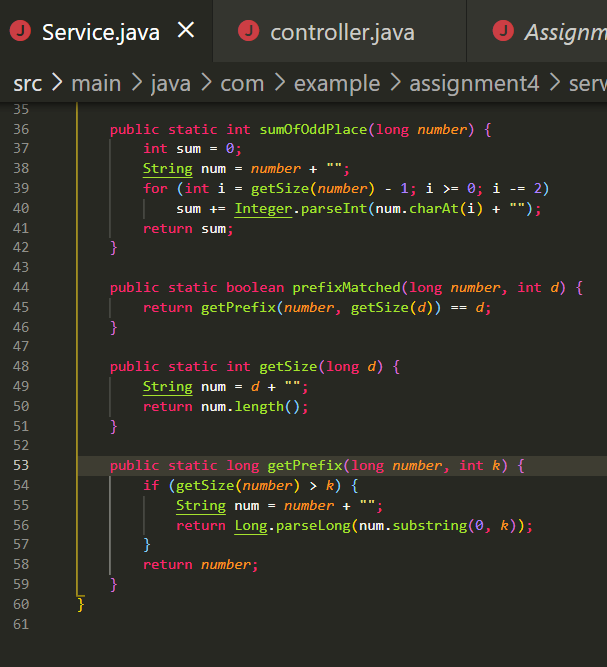 J Service.java × J controller.java J Assignm
src > main > java > com > example > assignment4 > serv
35
36 public static int sumOfOddPlace(long number) {
37 int sum = 0;
38 String num = number + "";
39 for (int i = getSize(number) - 1; i >= 0; i -= 2)
40 sum += Integer.parseInt(num.charAt(i) + "");
41 return sum;
42 }
43
44 public static boolean prefixMatched(long number, int d) {
45 return getPrefix(number, getSize(d)) == d;
46 }
47
48 public static int getSize(long d) {
49 String num = d + "";
50 return num.length();
51 }
52
53 public static long getPrefix(long number, int k) {
54 if (getSize(number) > k) {
55 String num = number + "";
56 return Long.parseLong(num.substring(0, k));
57 }
58 return number;
59 }
60 }
61